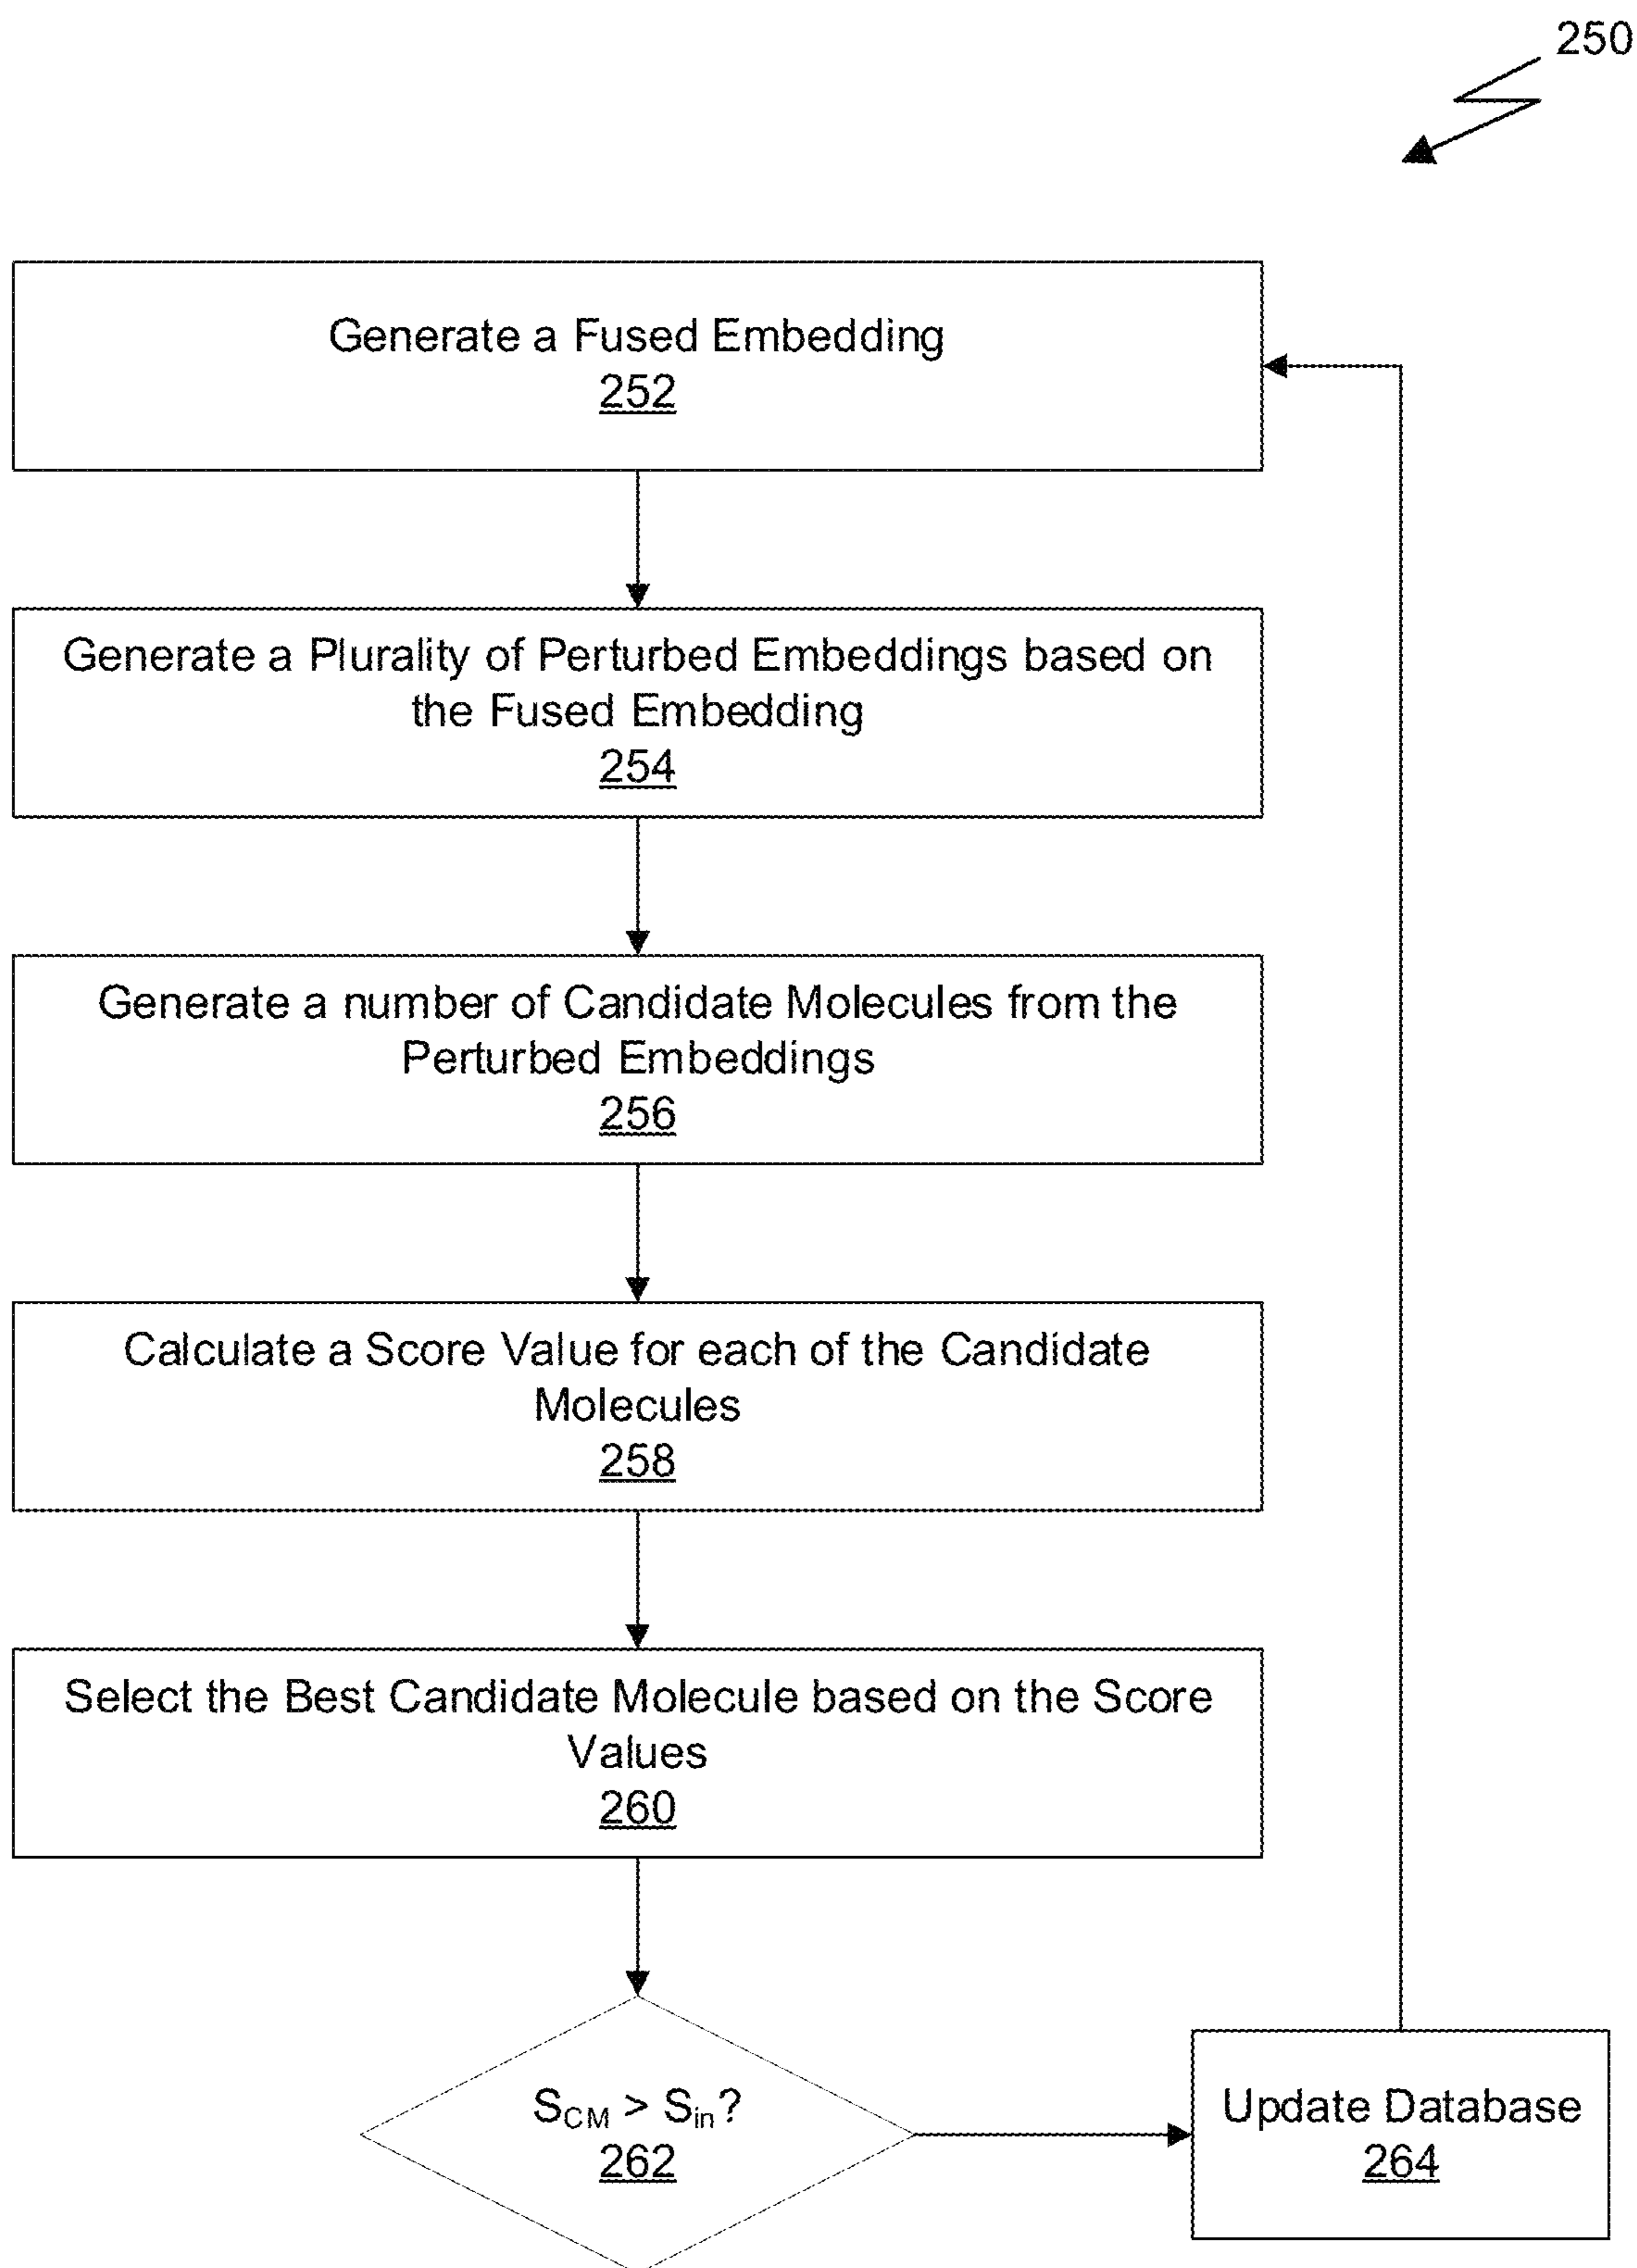 250
Generate a Fused Embedding
252
Generate a Plurality of Perturbed Embeddings based on
the Fused Embedding
254
Generate a number of Candidate Molecules from the
Perturbed Embeddings
256
Calculate a Score Value for each of the Candidate
Molecules
258
Select the Best Candidate Molecule based on the Score
Values
260
S_CM > S_in?
262
Update Database
264